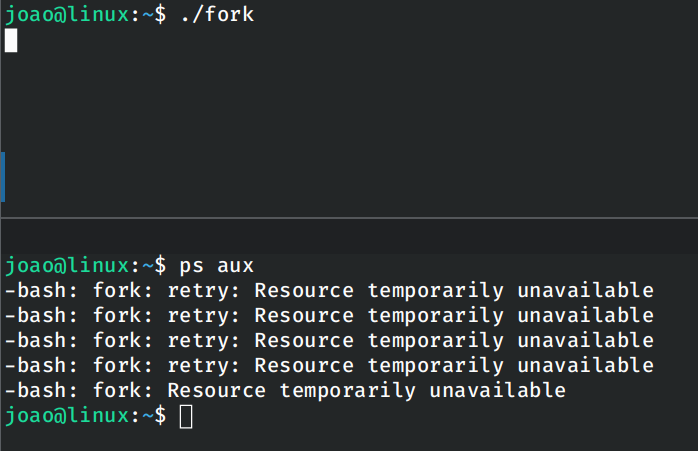 joao@linux:~$ ./fork
joao@linux:~$ ps aux
-bash: fork: retry: Resource temporarily unavailable
-bash: fork: retry: Resource temporarily unavailable
-bash: fork: retry: Resource temporarily unavailable
-bash: fork: retry: Resource temporarily unavailable
-bash: fork: Resource temporarily unavailable
joao@linux:~$